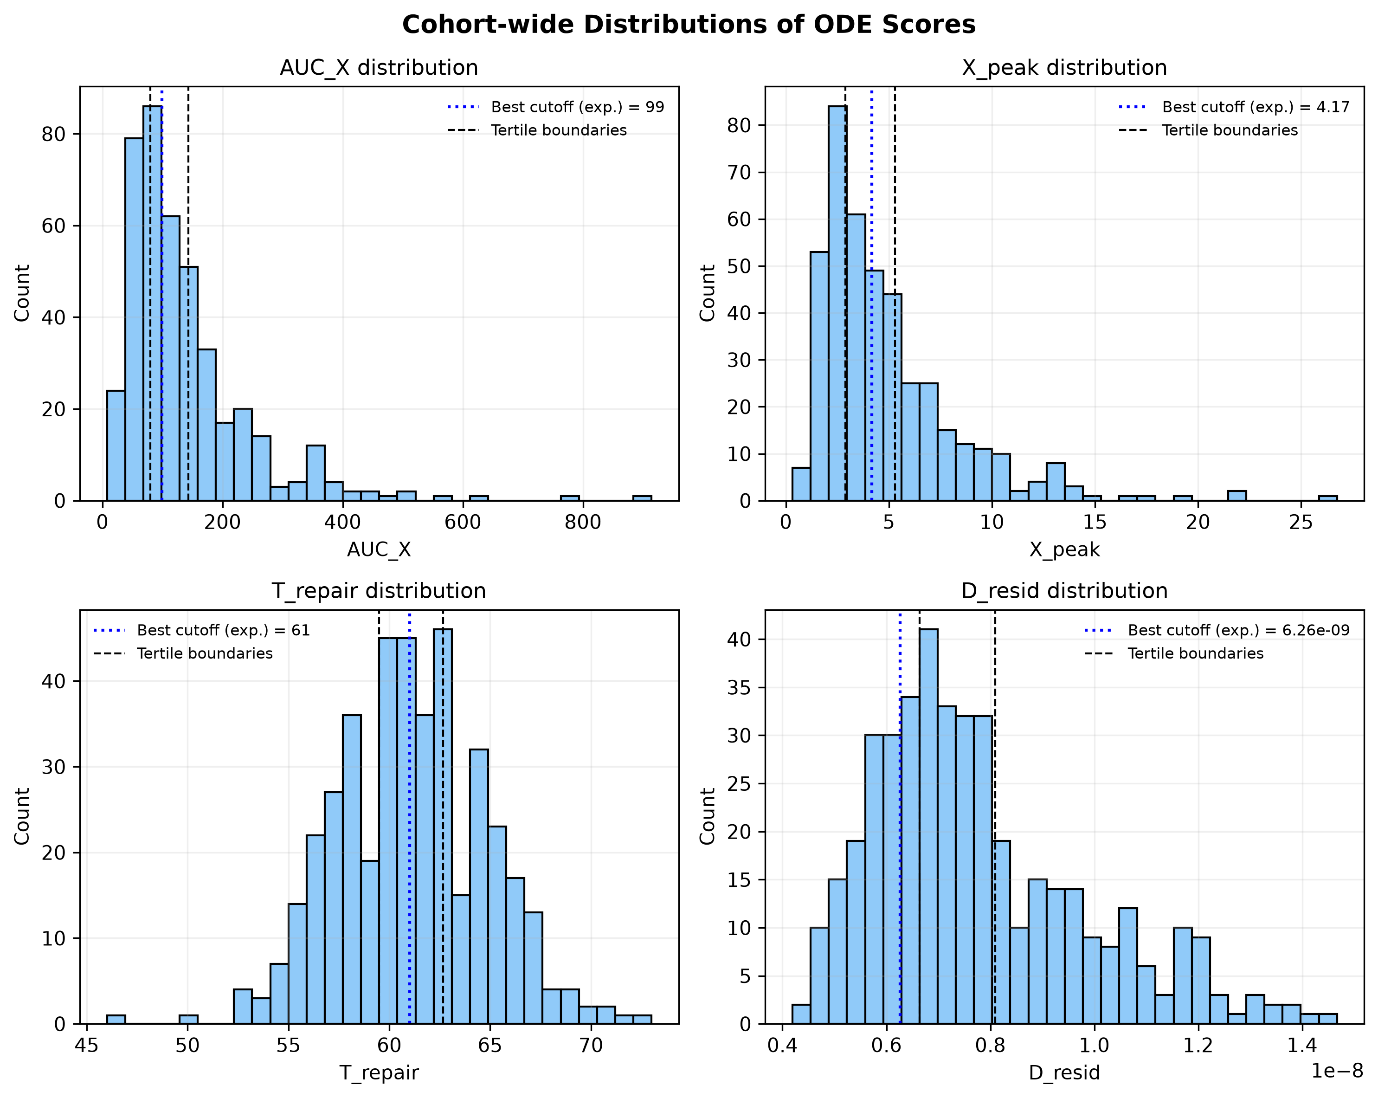 Cohort-wide Distributions of ODE Scores
AUC_X distribution
Best cutoff (exp.) = 99
Tertile boundaries
Count
0
20
40
60
80
0
200
400
600
800
AUC_X
X_peak distribution
Best cutoff (exp.) = 4.17
Tertile boundaries
Count
0
10
20
30
40
50
60
70
80
0
5
10
15
20
25
X_peak
T_repair distribution
Best cutoff (exp.) = 61
Tertile boundaries
Count
0
10
20
30
40
45
50
55
60
65
70
T_repair
D_resid distribution
Best cutoff (exp.) = 6.26e-09
Tertile boundaries
Count
0
5
10
15
20
25
30
35
40
0.4
0.6
0.8
1.0
1.2
1.4
1e−8
D_resid